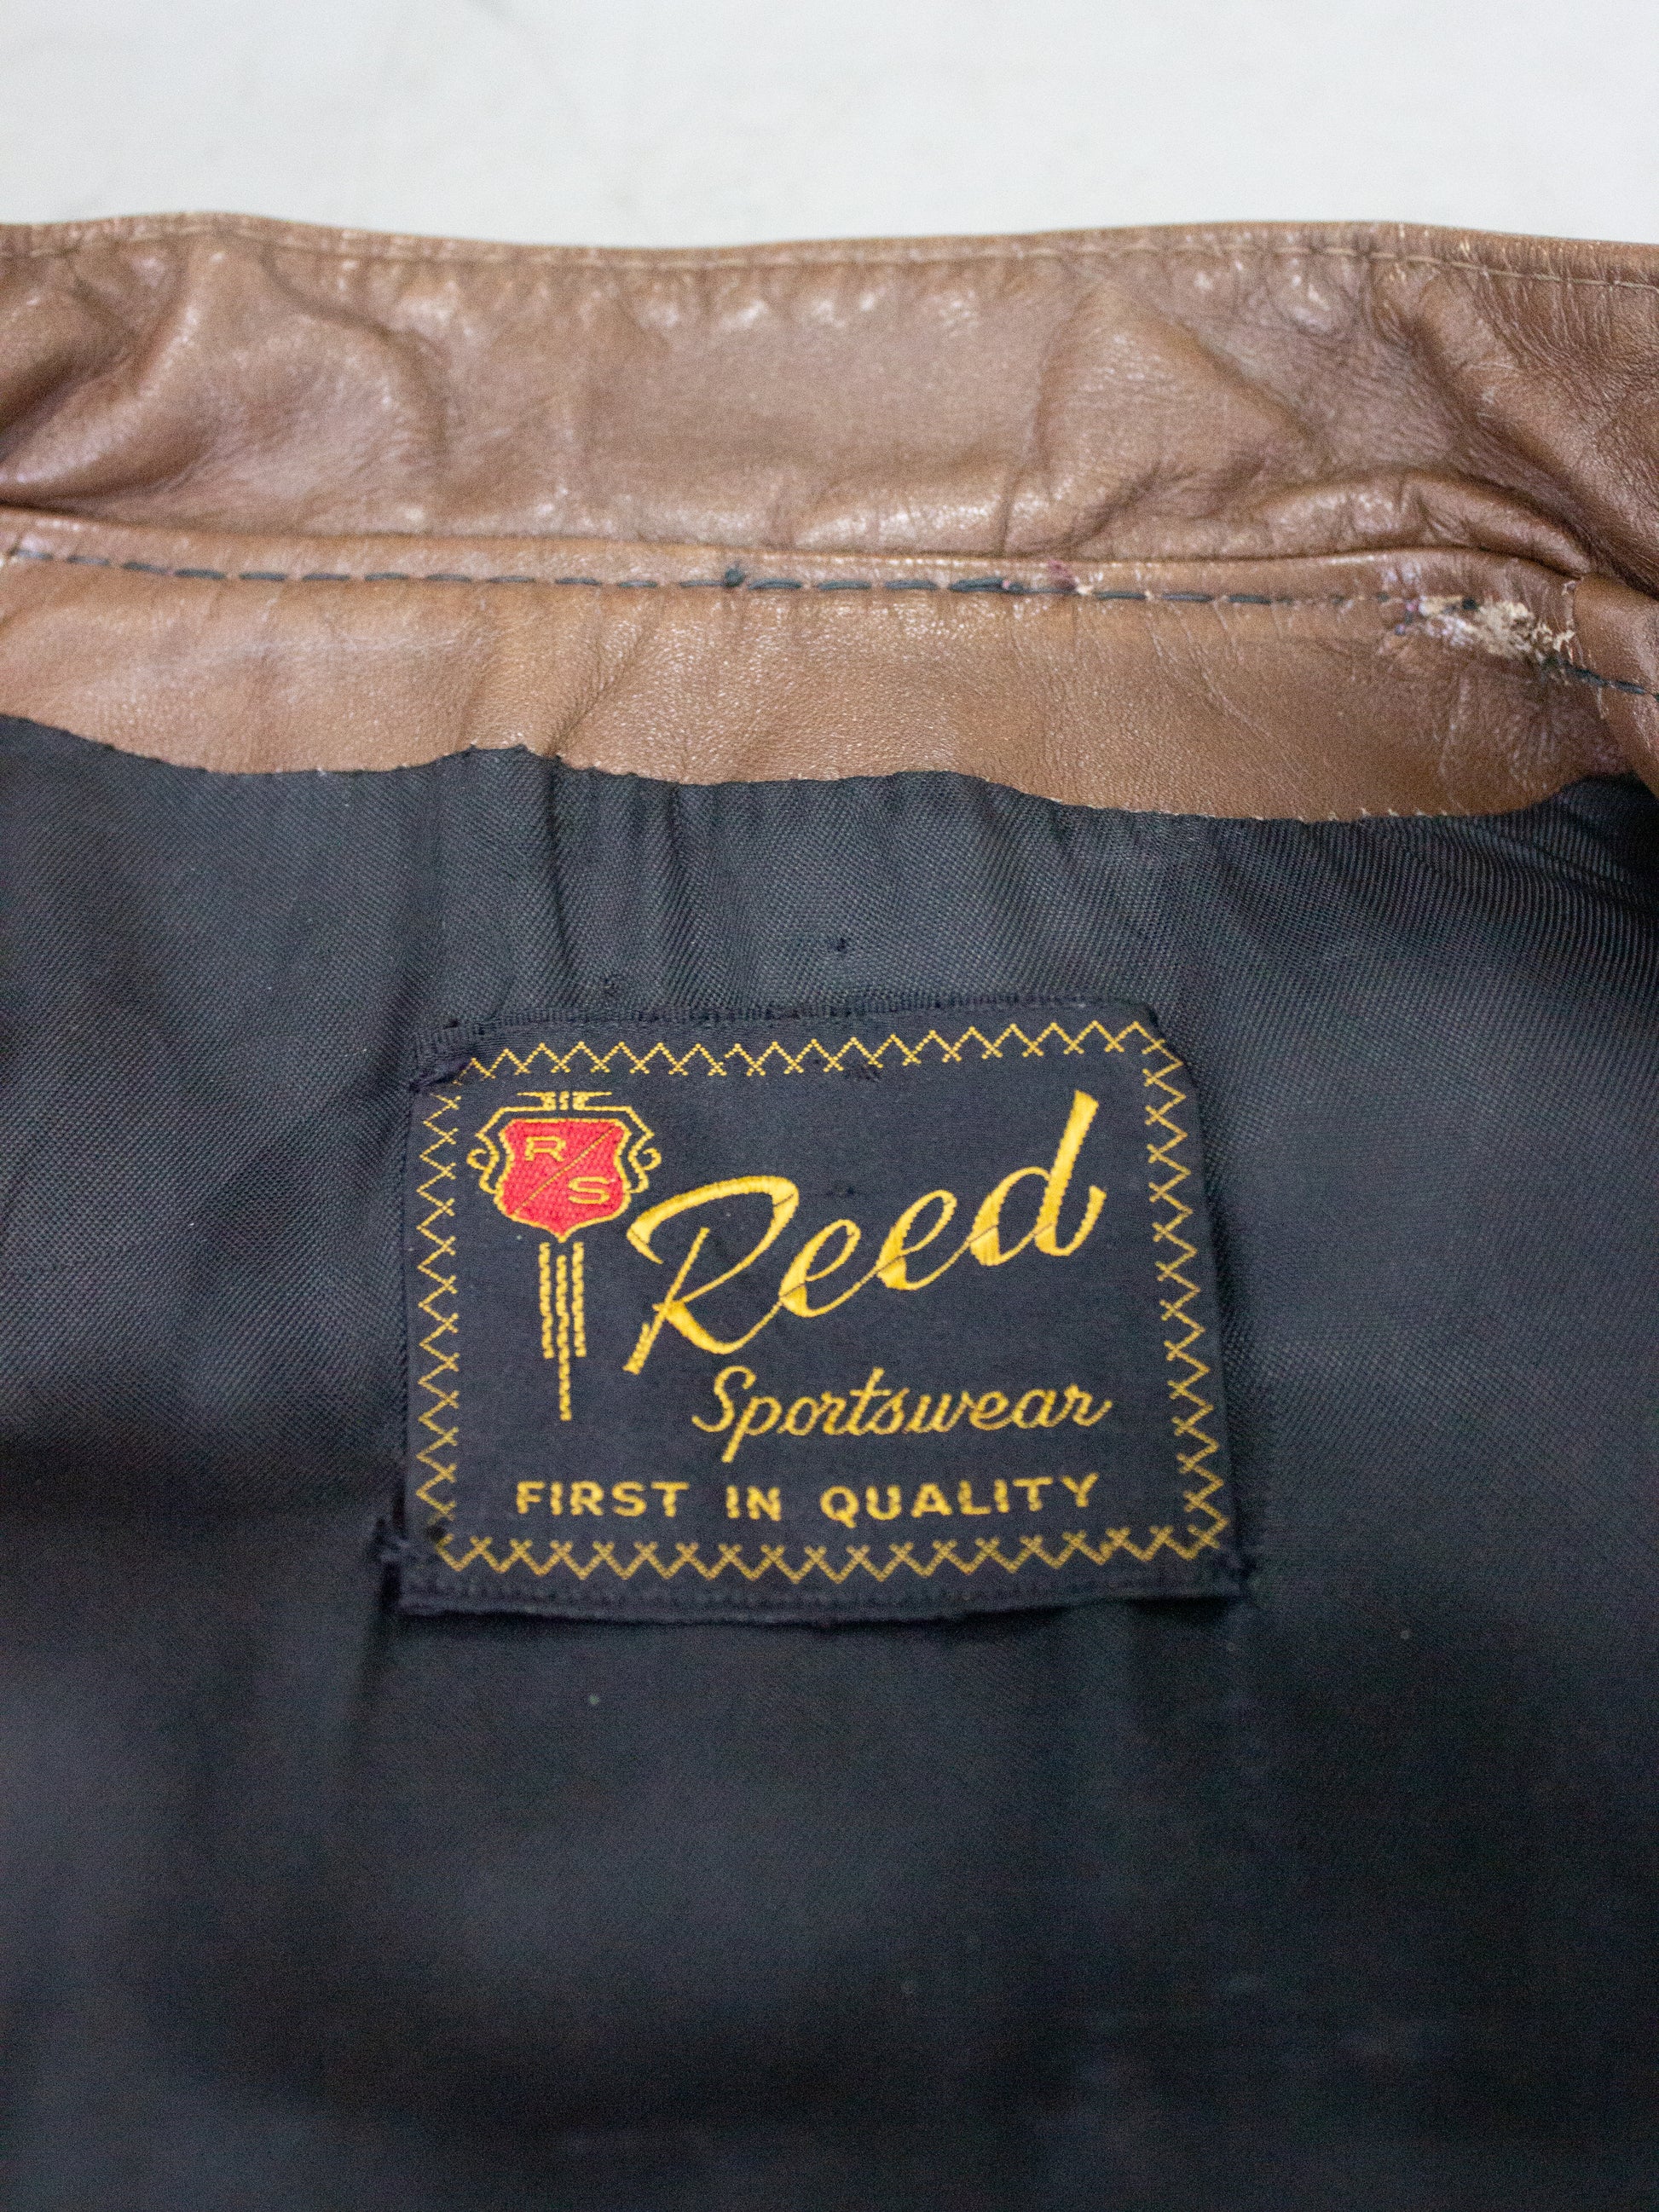 R/S
Reed
Sportswear
FIRST IN QUALITY